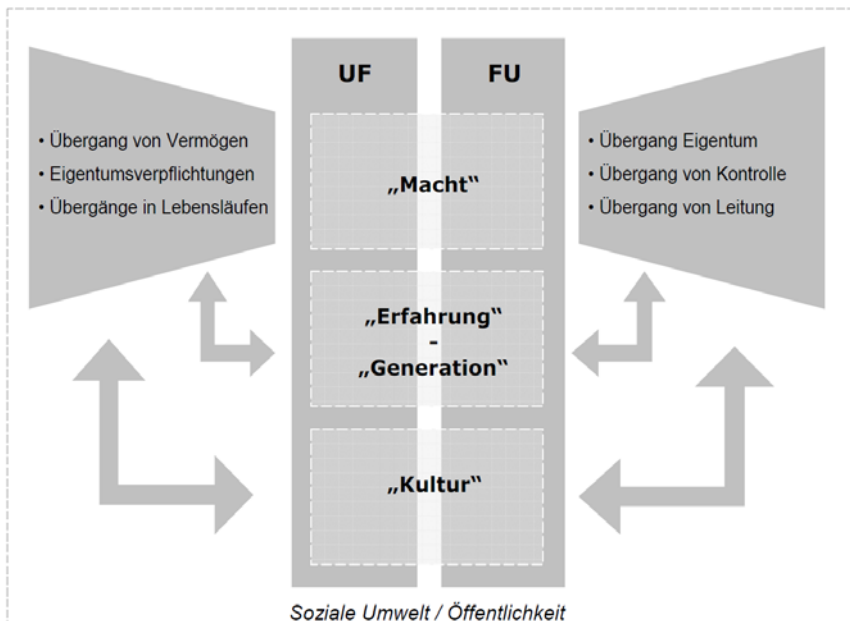 UF
FU
• Übergang von Vermögen
• Eigentumsverpflichtungen
• Übergänge in Lebensläufen
„Macht“
• Übergang Eigentum
• Übergang von Kontrolle
• Übergang von Leitung
„Erfahrung“
-
„Generation“
„Kultur“
Soziale Umwelt / Öffentlichkeit